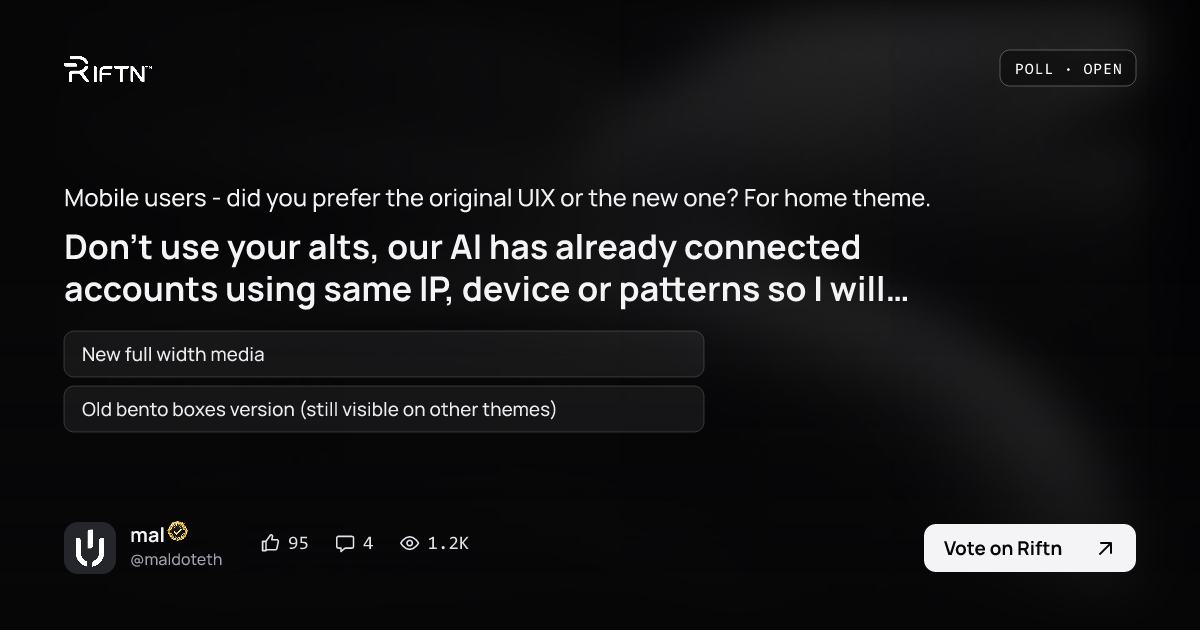 RIFTN™
POLL · OPEN
Mobile users - did you prefer the original UIX or the new one? For home theme.
Don't use your alts, our AI has already connected
accounts using same IP, device or patterns so I will...
New full width media
Old bento boxes version (still visible on other themes)
mal
@maldoteth
95
4
1.2K
Vote on Riftn